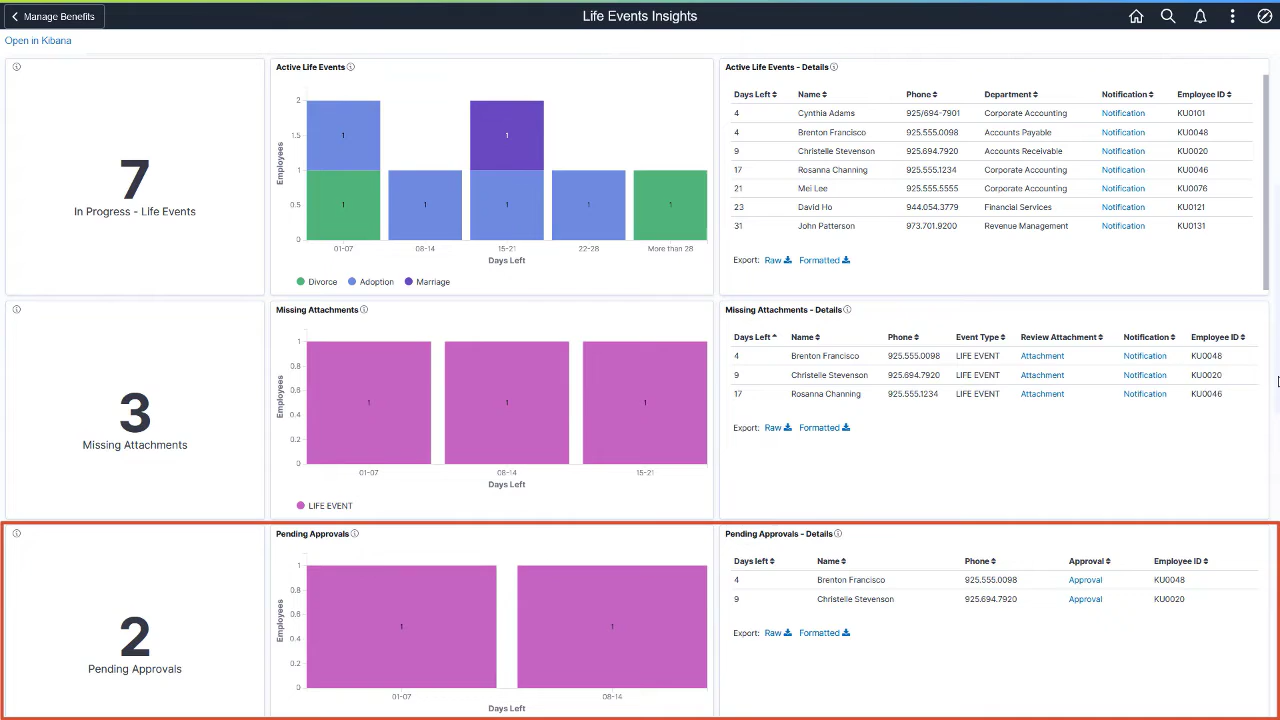 Manage Benefits
Life Events Insights
Open in Kibana
7
In Progress - Life Events
Active Life Events
Employees
2
1.5
1
0.5
0
1
1
1
1
1
1
1
01-07
08-14
15-21
22-28
More than 28
Days Left
Divorce
Adoption
Marriage
Active Life Events - Details
Days Left Name Phone Department Notification Employee ID
4 Cynthia Adams 925/694-7901 Corporate Accounting Notification KU0101
4 Brenton Francisco 925.555.0098 Accounts Payable Notification KU0048
9 Christelle Stevenson 925.694.7920 Accounts Receivable Notification KU0020
17 Rosanna Channing 925.555.1234 Corporate Accounting Notification KU0046
21 Mei Lee 925.555.5555 Corporate Accounting Notification KU0076
23 David Ho 944.054.3779 Financial Services Notification KU0121
31 John Patterson 973.701.9200 Revenue Management Notification KU0131
Export: Raw Formatted
3
Missing Attachments
Missing Attachments
Employees
1
0.8
0.6
0.4
0.2
0
1
1
1
01-07
08-14
15-21
Days Left
LIFE EVENT
Missing Attachments - Details
Days Left Name Phone Event Type Review Attachment Notification Employee ID
4 Brenton Francisco 925.555.0098 LIFE EVENT Attachment Notification KU0048
9 Christelle Stevenson 925.694.7920 LIFE EVENT Attachment Notification KU0020
17 Rosanna Channing 925.555.1234 LIFE EVENT Attachment Notification KU0046
Export: Raw Formatted
2
Pending Approvals
Pending Approvals
Employees
1
0.8
0.6
0.4
0.2
0
1
1
01-07
08-14
Days Left
Pending Approvals - Details
Days left Name Phone Approval Employee ID
4 Brenton Francisco 925.555.0098 Approval KU0048
9 Christelle Stevenson 925.694.7920 Approval KU0020
Export: Raw Formatted